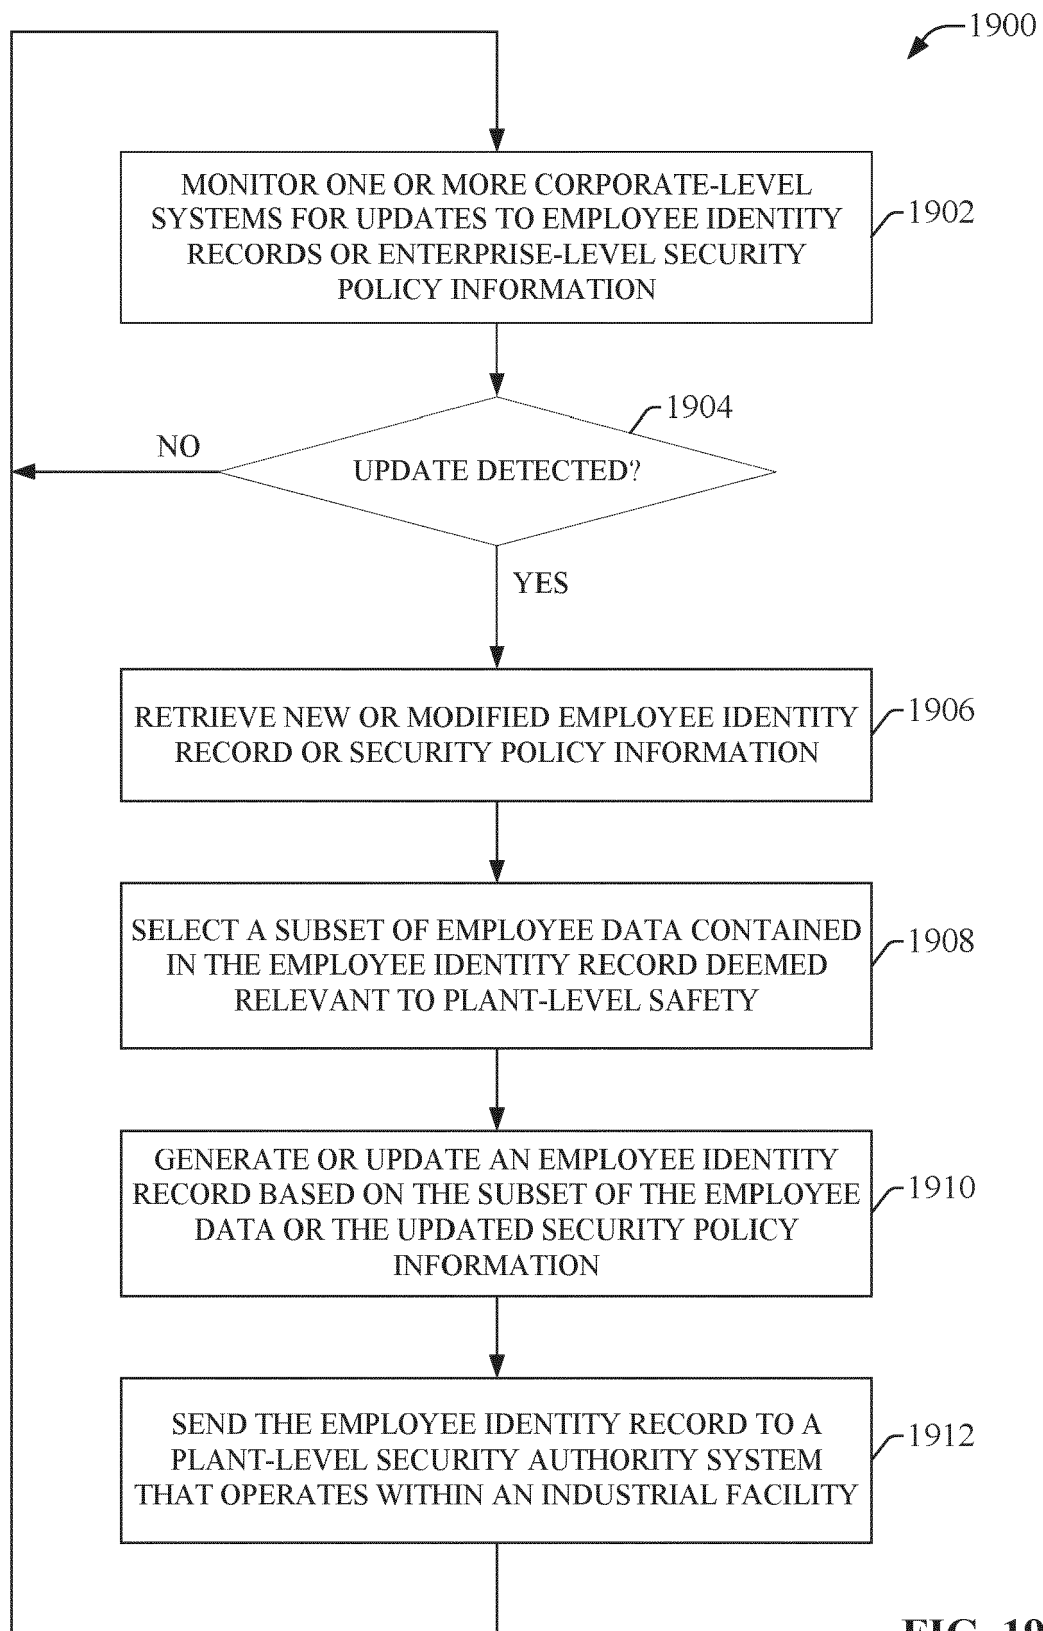 1900
MONITOR ONE OR MORE CORPORATE-LEVEL
SYSTEMS FOR UPDATES TO EMPLOYEE IDENTITY
RECORDS OR ENTERPRISE-LEVEL SECURITY
POLICY INFORMATION
1902
1904
NO
UPDATE DETECTED?
YES
RETRIEVE NEW OR MODIFIED EMPLOYEE IDENTITY
RECORD OR SECURITY POLICY INFORMATION
1906
SELECT A SUBSET OF EMPLOYEE DATA CONTAINED
IN THE EMPLOYEE IDENTITY RECORD DEEMED
RELEVANT TO PLANT-LEVEL SAFETY
1908
GENERATE OR UPDATE AN EMPLOYEE IDENTITY
RECORD BASED ON THE SUBSET OF THE EMPLOYEE
DATA OR THE UPDATED SECURITY POLICY
INFORMATION
1910
SEND THE EMPLOYEE IDENTITY RECORD TO A
PLANT-LEVEL SECURITY AUTHORITY SYSTEM
THAT OPERATES WITHIN AN INDUSTRIAL FACILITY
1912
FIG. 19